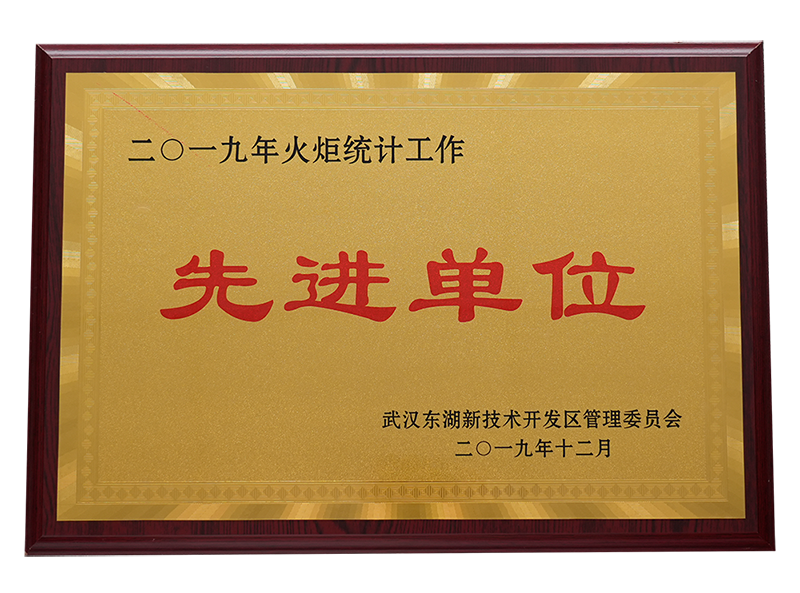 二〇一九年火炬统计工作
先进单位
武汉东湖新技术开发区管理委员会
二〇一九年十二月